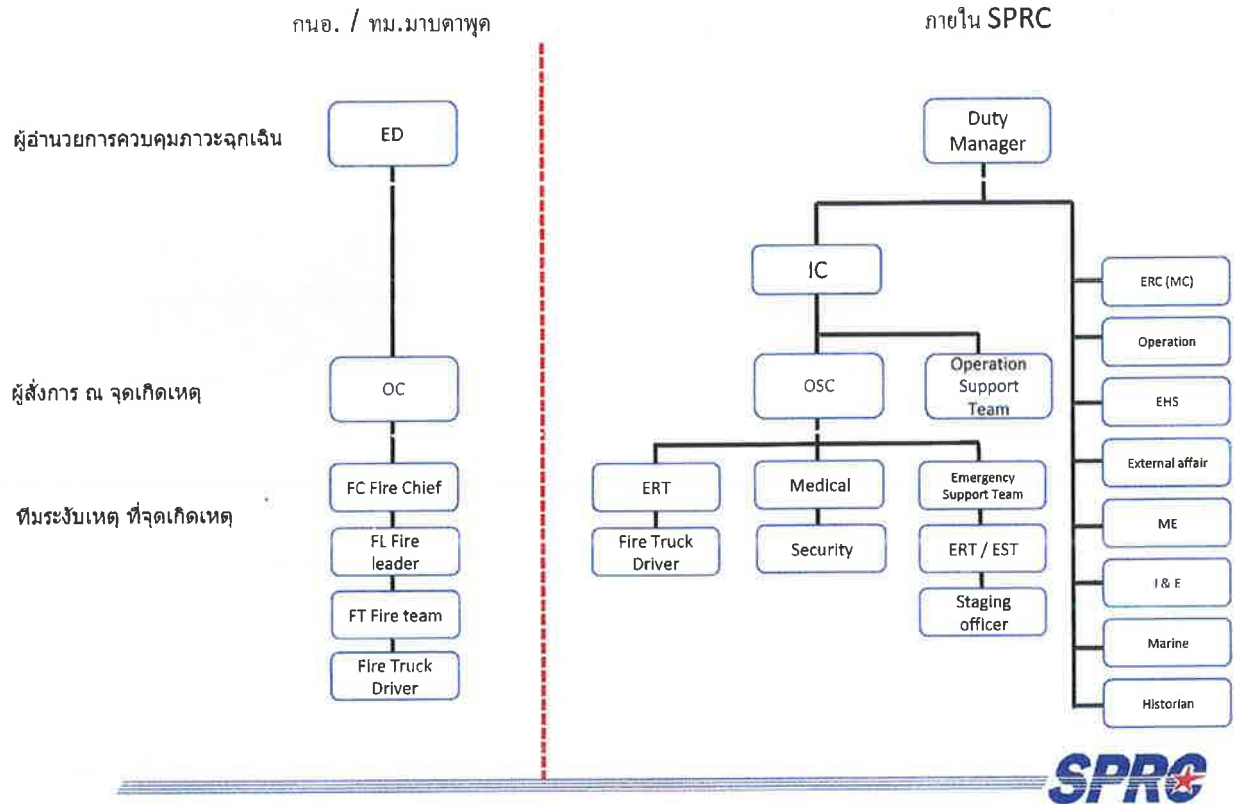 กนอ. / ทม.มาบตาพุด
ภายใน SPRC
ผู้อำนวยการควบคุมภาวะฉุกเฉิน
ED
Duty
Manager
IC
ERC (MC)
Operation
ผู้สั่งการ ณ จุดเกิดเหตุ
OC
OSC
Operation
Support
Team
EHS
External affair
ทีมระงับเหตุ ที่จุดเกิดเหตุ
FC Fire Chief
ERT
Medical
Emergency
Support Team
ME
FL Fire
leader
Fire Truck
Driver
Security
ERT / EST
I & E
FT Fire team
Staging
officer
Marine
Fire Truck
Driver
Historian
SPRC